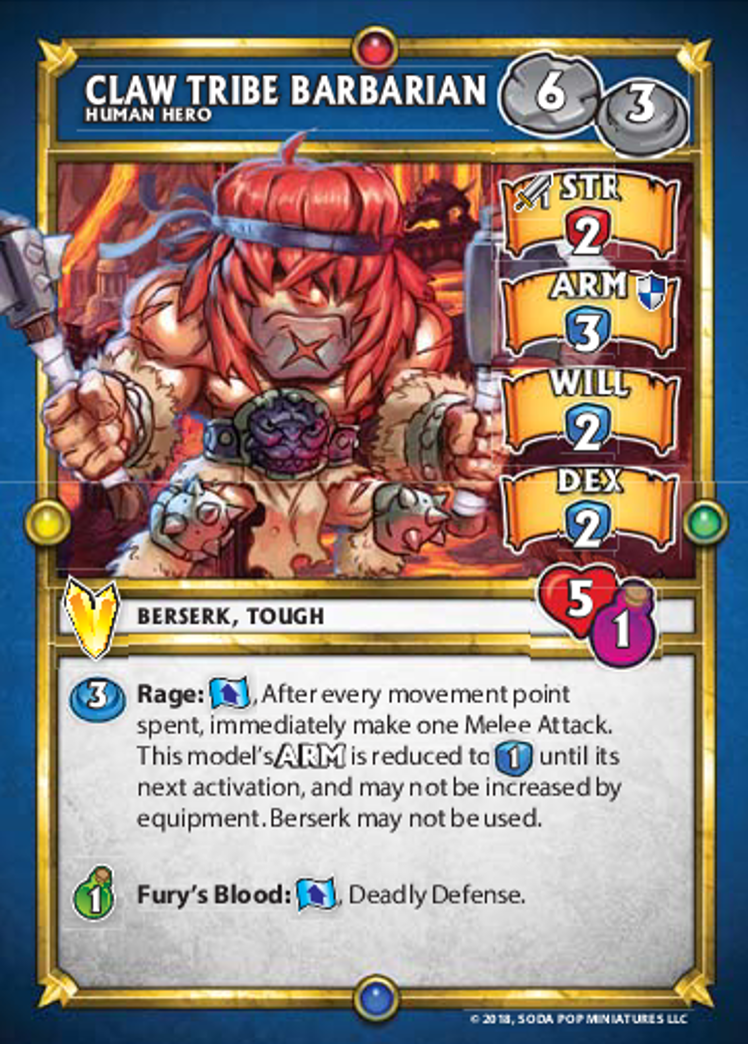 CLAW TRIBE BARBARIAN 6 3
HUMAN HERO
1 STR
2
ARM
3
WILL
2
DEX
2
BERSERK, TOUGH 5 1
3 Rage: , After every movement point
spent, immediately make one Melee Attack.
This model's ARM is reduced to 1 until its
next activation, and may not be increased by
equipment. Berserk may not be used.
1 Fury's Blood: , Deadly Defense.
© 2018, SODA POP MINIATURES LLC